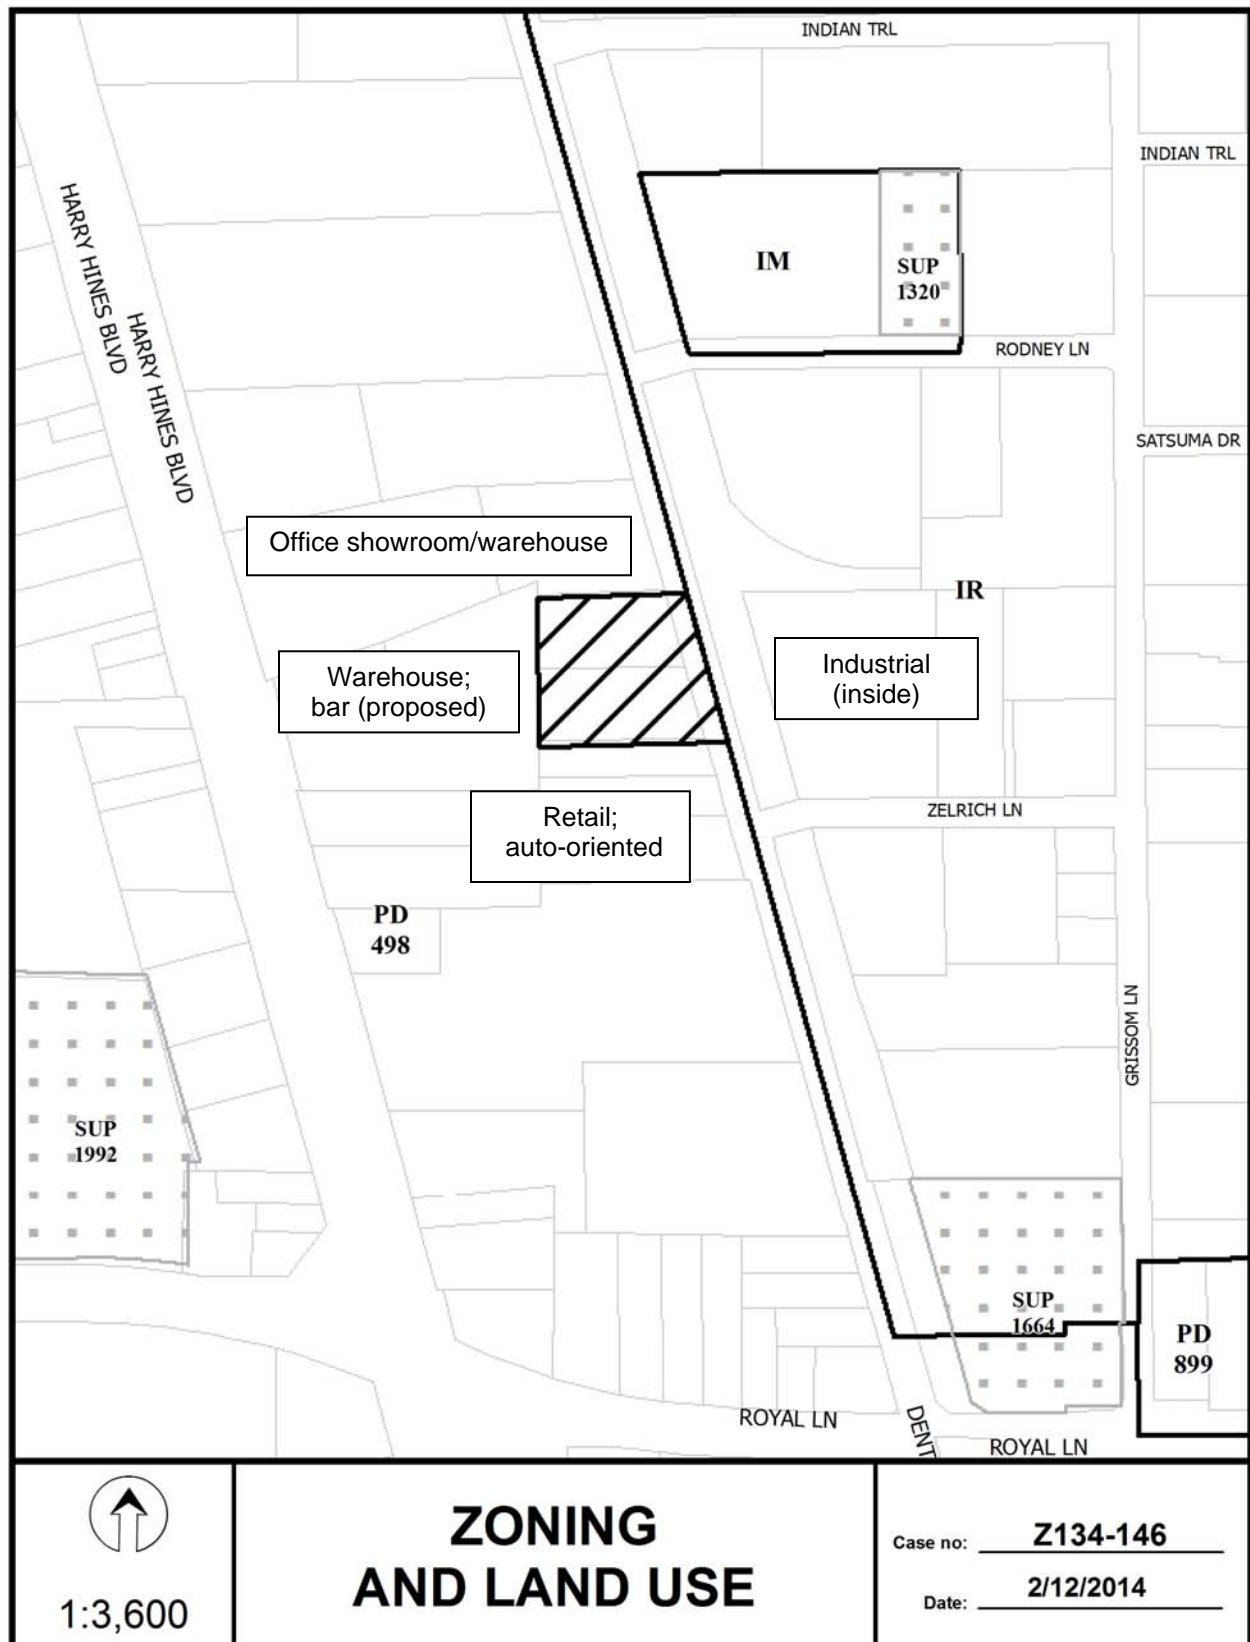 INDIAN TRL
INDIAN TRL
HARRY HINES BLVD
HARRY HINES BLVD
IM
SUP
1320
RODNEY LN
SATSUMA DR
Office showroom/warehouse
IR
Warehouse;
bar (proposed)
Industrial
(inside)
Retail;
auto-oriented
ZELRICH LN
PD
498
GRISSOM LN
SUP
1992
SUP
1664
PD
899
ROYAL LN
DENT
ROYAL LN
1:3,600
ZONING
AND LAND USE
Case no: Z134-146
Date: 2/12/2014